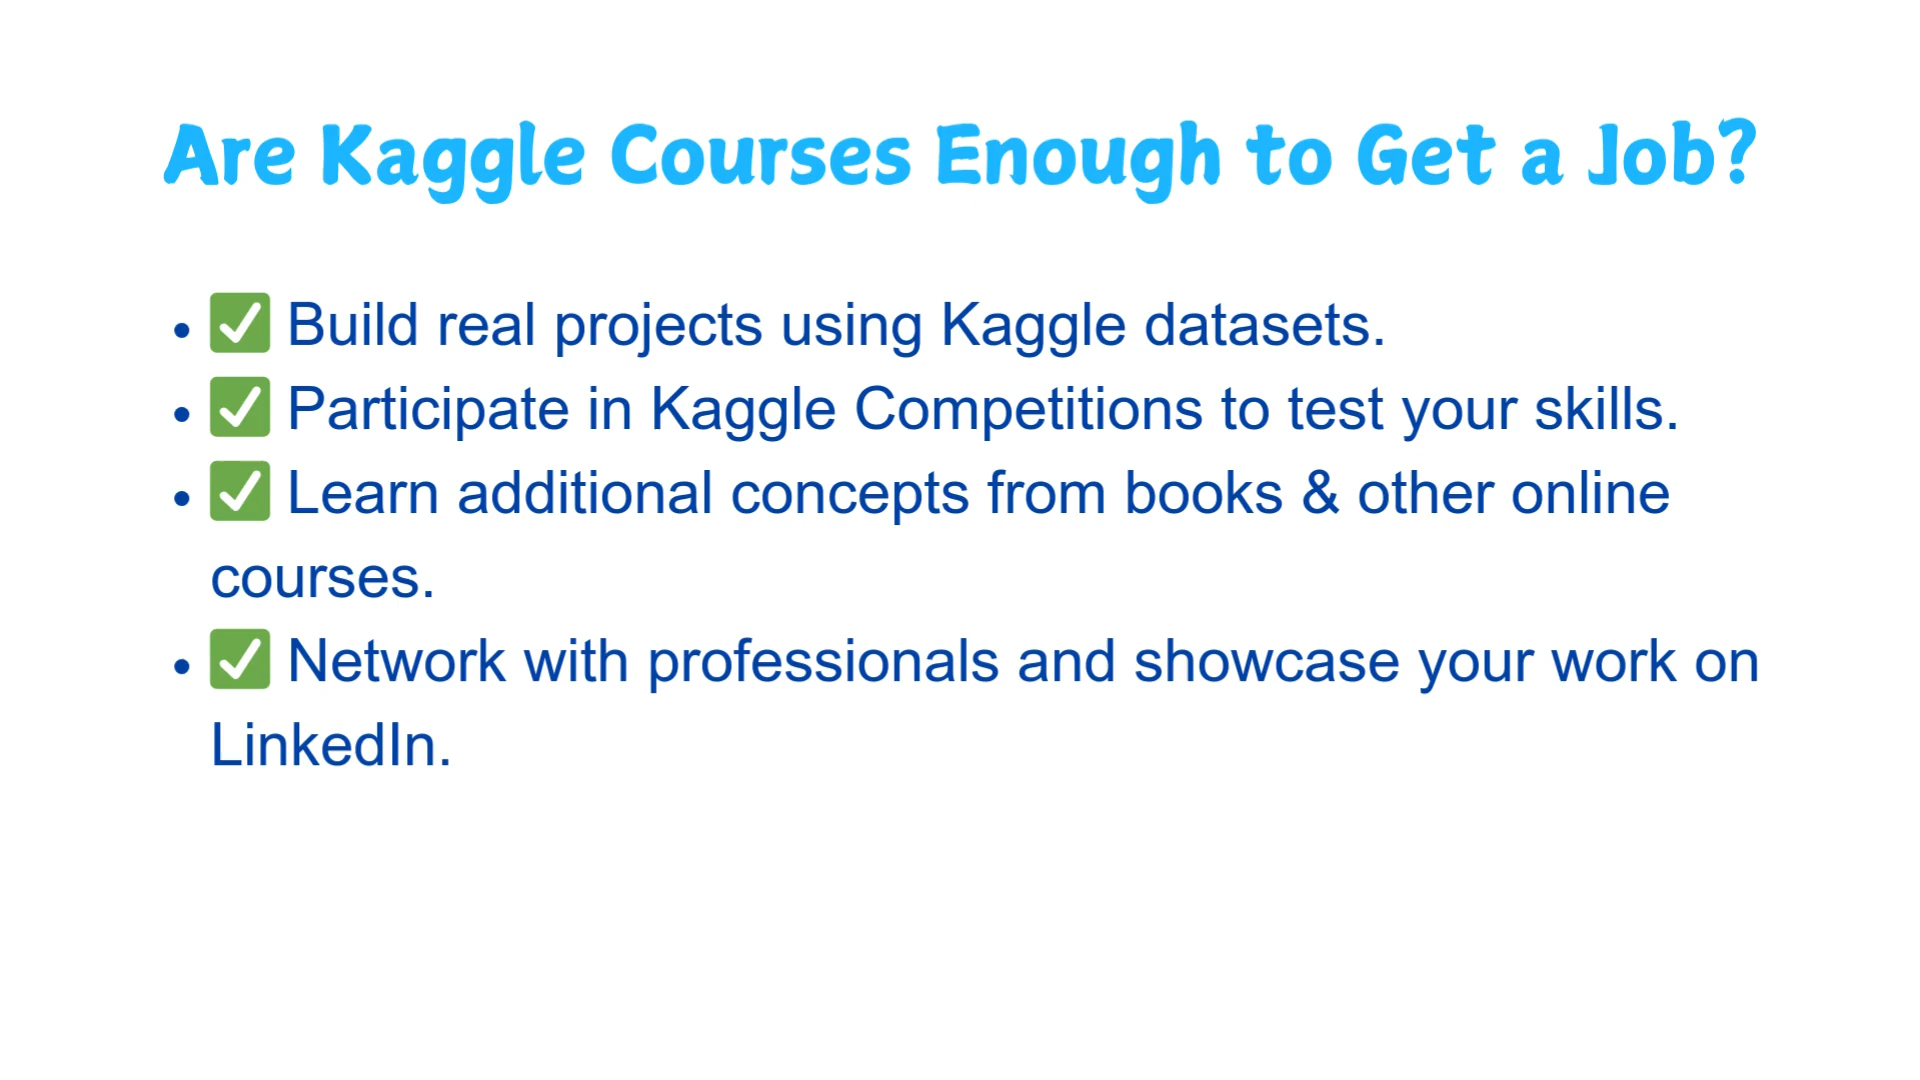 Are Kaggle Courses Enough to Get a Job?
• ✅ Build real projects using Kaggle datasets.
• ✅ Participate in Kaggle Competitions to test your skills.
• ✅ Learn additional concepts from books & other online
courses.
• ✅ Network with professionals and showcase your work on
LinkedIn.